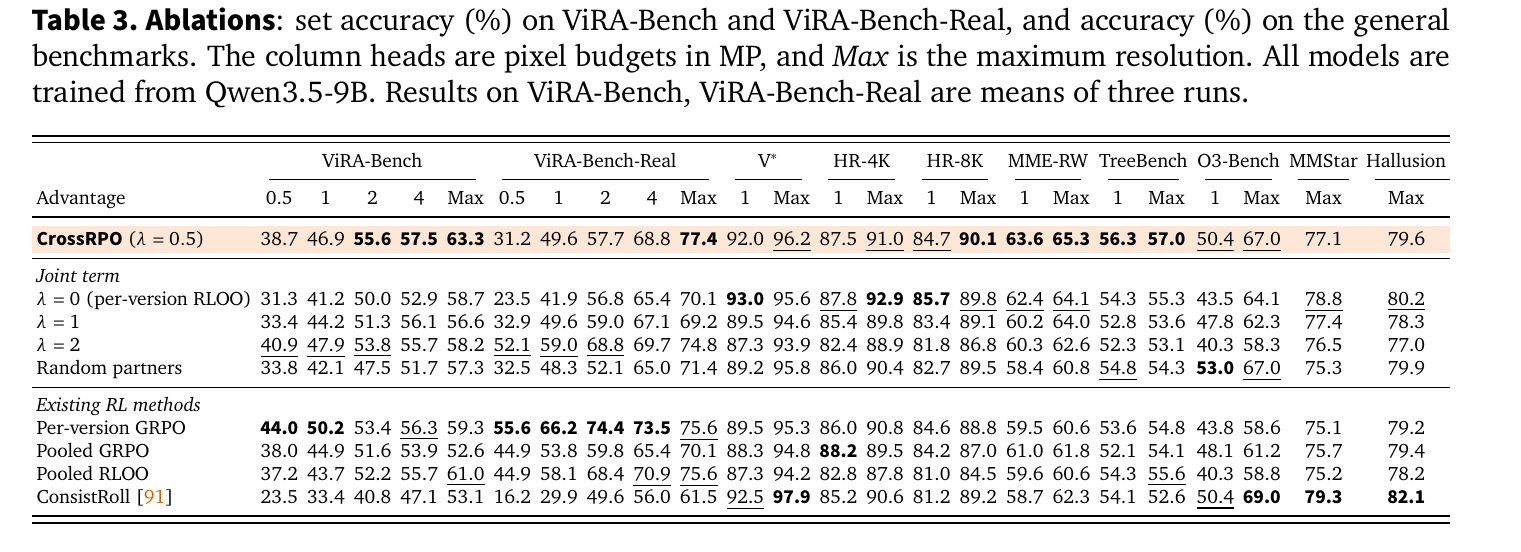 Table 3. Ablations: set accuracy (%) on ViRA-Bench and ViRA-Bench-Real, and accuracy (%) on the general
benchmarks. The column heads are pixel budgets in MP, and Max is the maximum resolution. All models are
trained from Qwen3.5-9B. Results on ViRA-Bench, ViRA-Bench-Real are means of three runs.
ViRA-Bench ViRA-Bench-Real V* HR-4K HR-8K MME-RW TreeBench O3-Bench MMStar Hallusion
Advantage 0.5 1 2 4 Max 0.5 1 2 4 Max 1 Max 1 Max 1 Max 1 Max 1 Max 1 Max Max Max
CrossRPO (λ = 0.5) 38.7 46.9 55.6 57.5 63.3 31.2 49.6 57.7 68.8 77.4 92.0 96.2 87.5 91.0 84.7 90.1 63.6 65.3 56.3 57.0 50.4 67.0 77.1 79.6
Joint term
λ = 0 (per-version RLOO) 31.3 41.2 50.0 52.9 58.7 23.5 41.9 56.8 65.4 70.1 93.0 95.6 87.8 92.9 85.7 89.8 62.4 64.1 54.3 55.3 43.5 64.1 78.8 80.2
λ = 1 33.4 44.2 51.3 56.1 56.6 32.9 49.6 59.0 67.1 69.2 89.5 94.6 85.4 89.8 83.4 89.1 60.2 64.0 52.8 53.6 47.8 62.3 77.4 78.3
λ = 2 40.9 47.9 53.8 55.7 58.2 52.1 59.0 68.8 69.7 74.8 87.3 93.9 82.4 88.9 81.8 86.8 60.3 62.6 52.3 53.1 40.3 58.3 76.5 77.0
Random partners 33.8 42.1 47.5 51.7 57.3 32.5 48.3 52.1 65.0 71.4 89.2 95.8 86.0 90.4 82.7 89.5 58.4 60.8 54.8 54.3 53.0 67.0 75.3 79.9
Existing RL methods
Per-version GRPO 44.0 50.2 53.4 56.3 59.3 55.6 66.2 74.4 73.5 75.6 89.5 95.3 86.0 90.8 84.6 88.8 59.5 60.6 53.6 54.8 43.8 58.6 75.1 79.2
Pooled GRPO 38.0 44.9 51.6 53.9 52.6 44.9 53.8 59.8 65.4 70.1 88.3 94.8 88.2 89.5 84.2 87.0 61.0 61.8 52.1 54.1 48.1 61.2 75.7 79.4
Pooled RLOO 37.2 43.7 52.2 55.7 61.0 44.9 58.1 68.4 70.9 75.6 87.3 94.2 82.8 87.8 81.0 84.5 59.6 60.6 54.3 55.6 40.3 58.8 75.2 78.2
ConsistRoll [91] 23.5 33.4 40.8 47.1 53.1 16.2 29.9 49.6 56.0 61.5 92.5 97.9 85.2 90.6 81.2 89.2 58.7 62.3 54.1 52.6 50.4 69.0 79.3 82.1